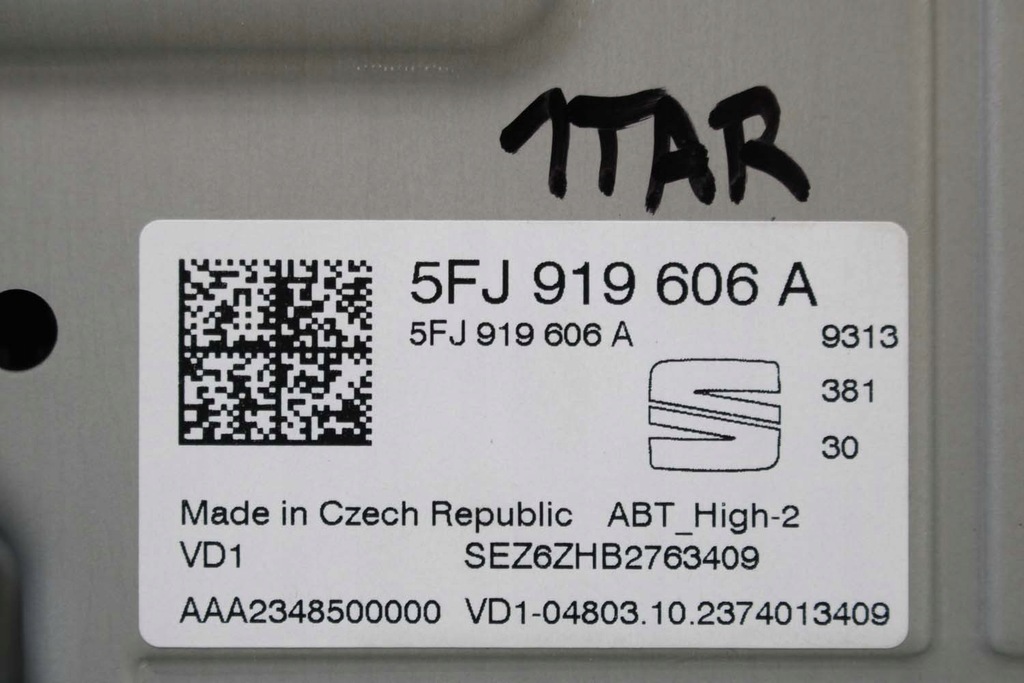 1TAR
5FJ 919 606 A
5FJ 919 606 A
9313
381
30
Made in Czech Republic ABT_High-2
VD1 SEZ6ZHB2763409
AAA2348500000 VD1-04803.10.2374013409